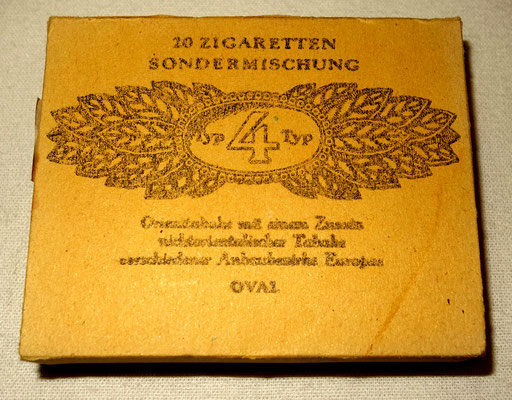 20 ZIGARETTEN
SONDERMISCHUNG
Typ 4 Typ
Orienttabake mit einem Zusatz
nichtorientalischer Tabake
verschiedener Anbaubezirke Europas
OVAL